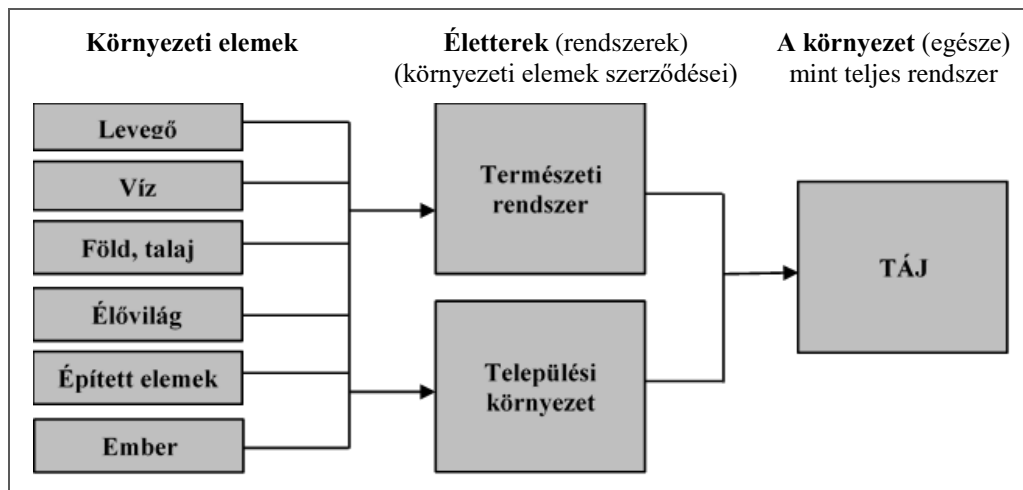 Környezeti elemek
Életterek (rendszerek)
(környezeti elemek szerződései)
A környezet (egésze)
mint teljes rendszer
Levegő
Víz
Föld, talaj
Élővilág
Épített elemek
Ember
Természeti
rendszer
Települési
környezet
TÁJ